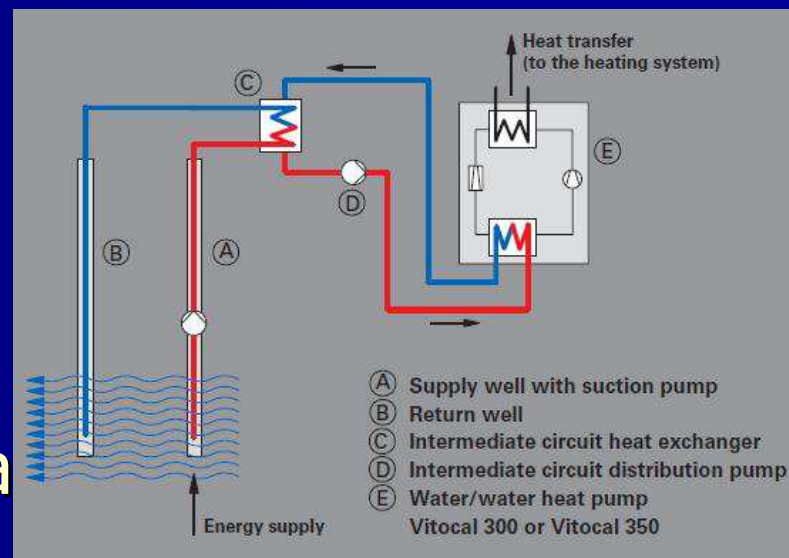 Heat transfer
(to the heating system)
C
E
D
B
A
A Supply well with suction pump
B Return well
C Intermediate circuit heat exchanger
D Intermediate circuit distribution pump
E Water/water heat pump
Vitocal 300 or Vitocal 350
Energy supply
a